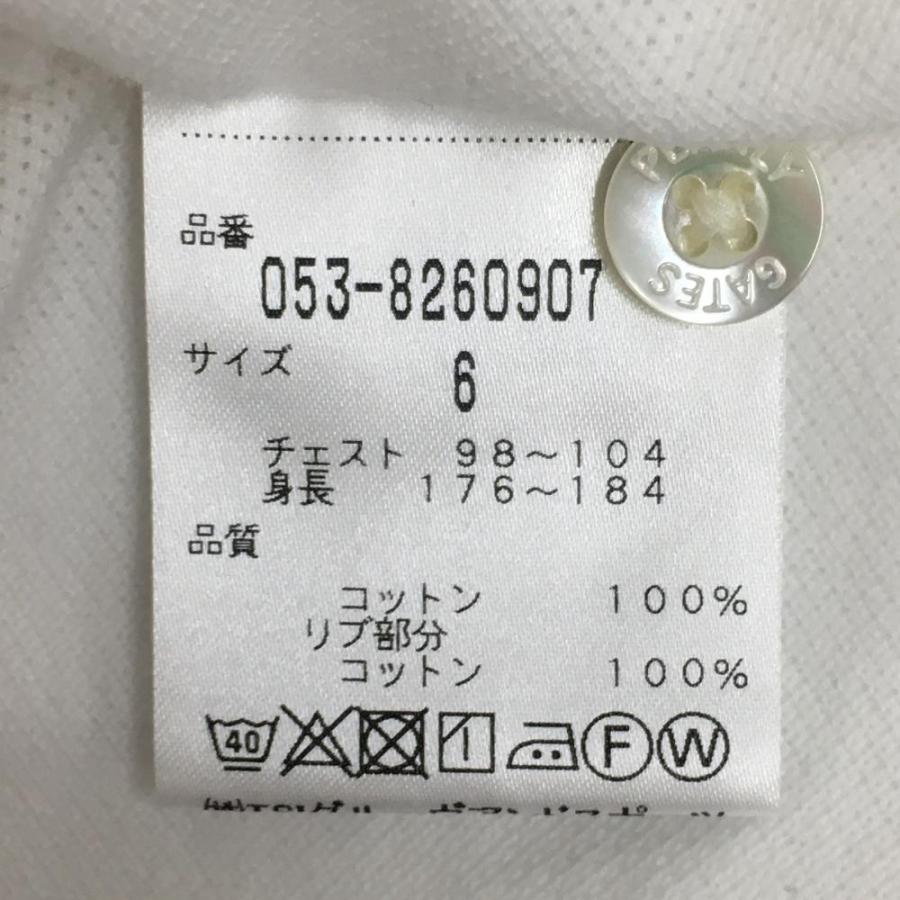 品番
053-8260907
サイズ
6
チェスト 98~104
身長 176~184
品質
コットン 100%
リブ部分
コットン 100%
40
F W
GATES